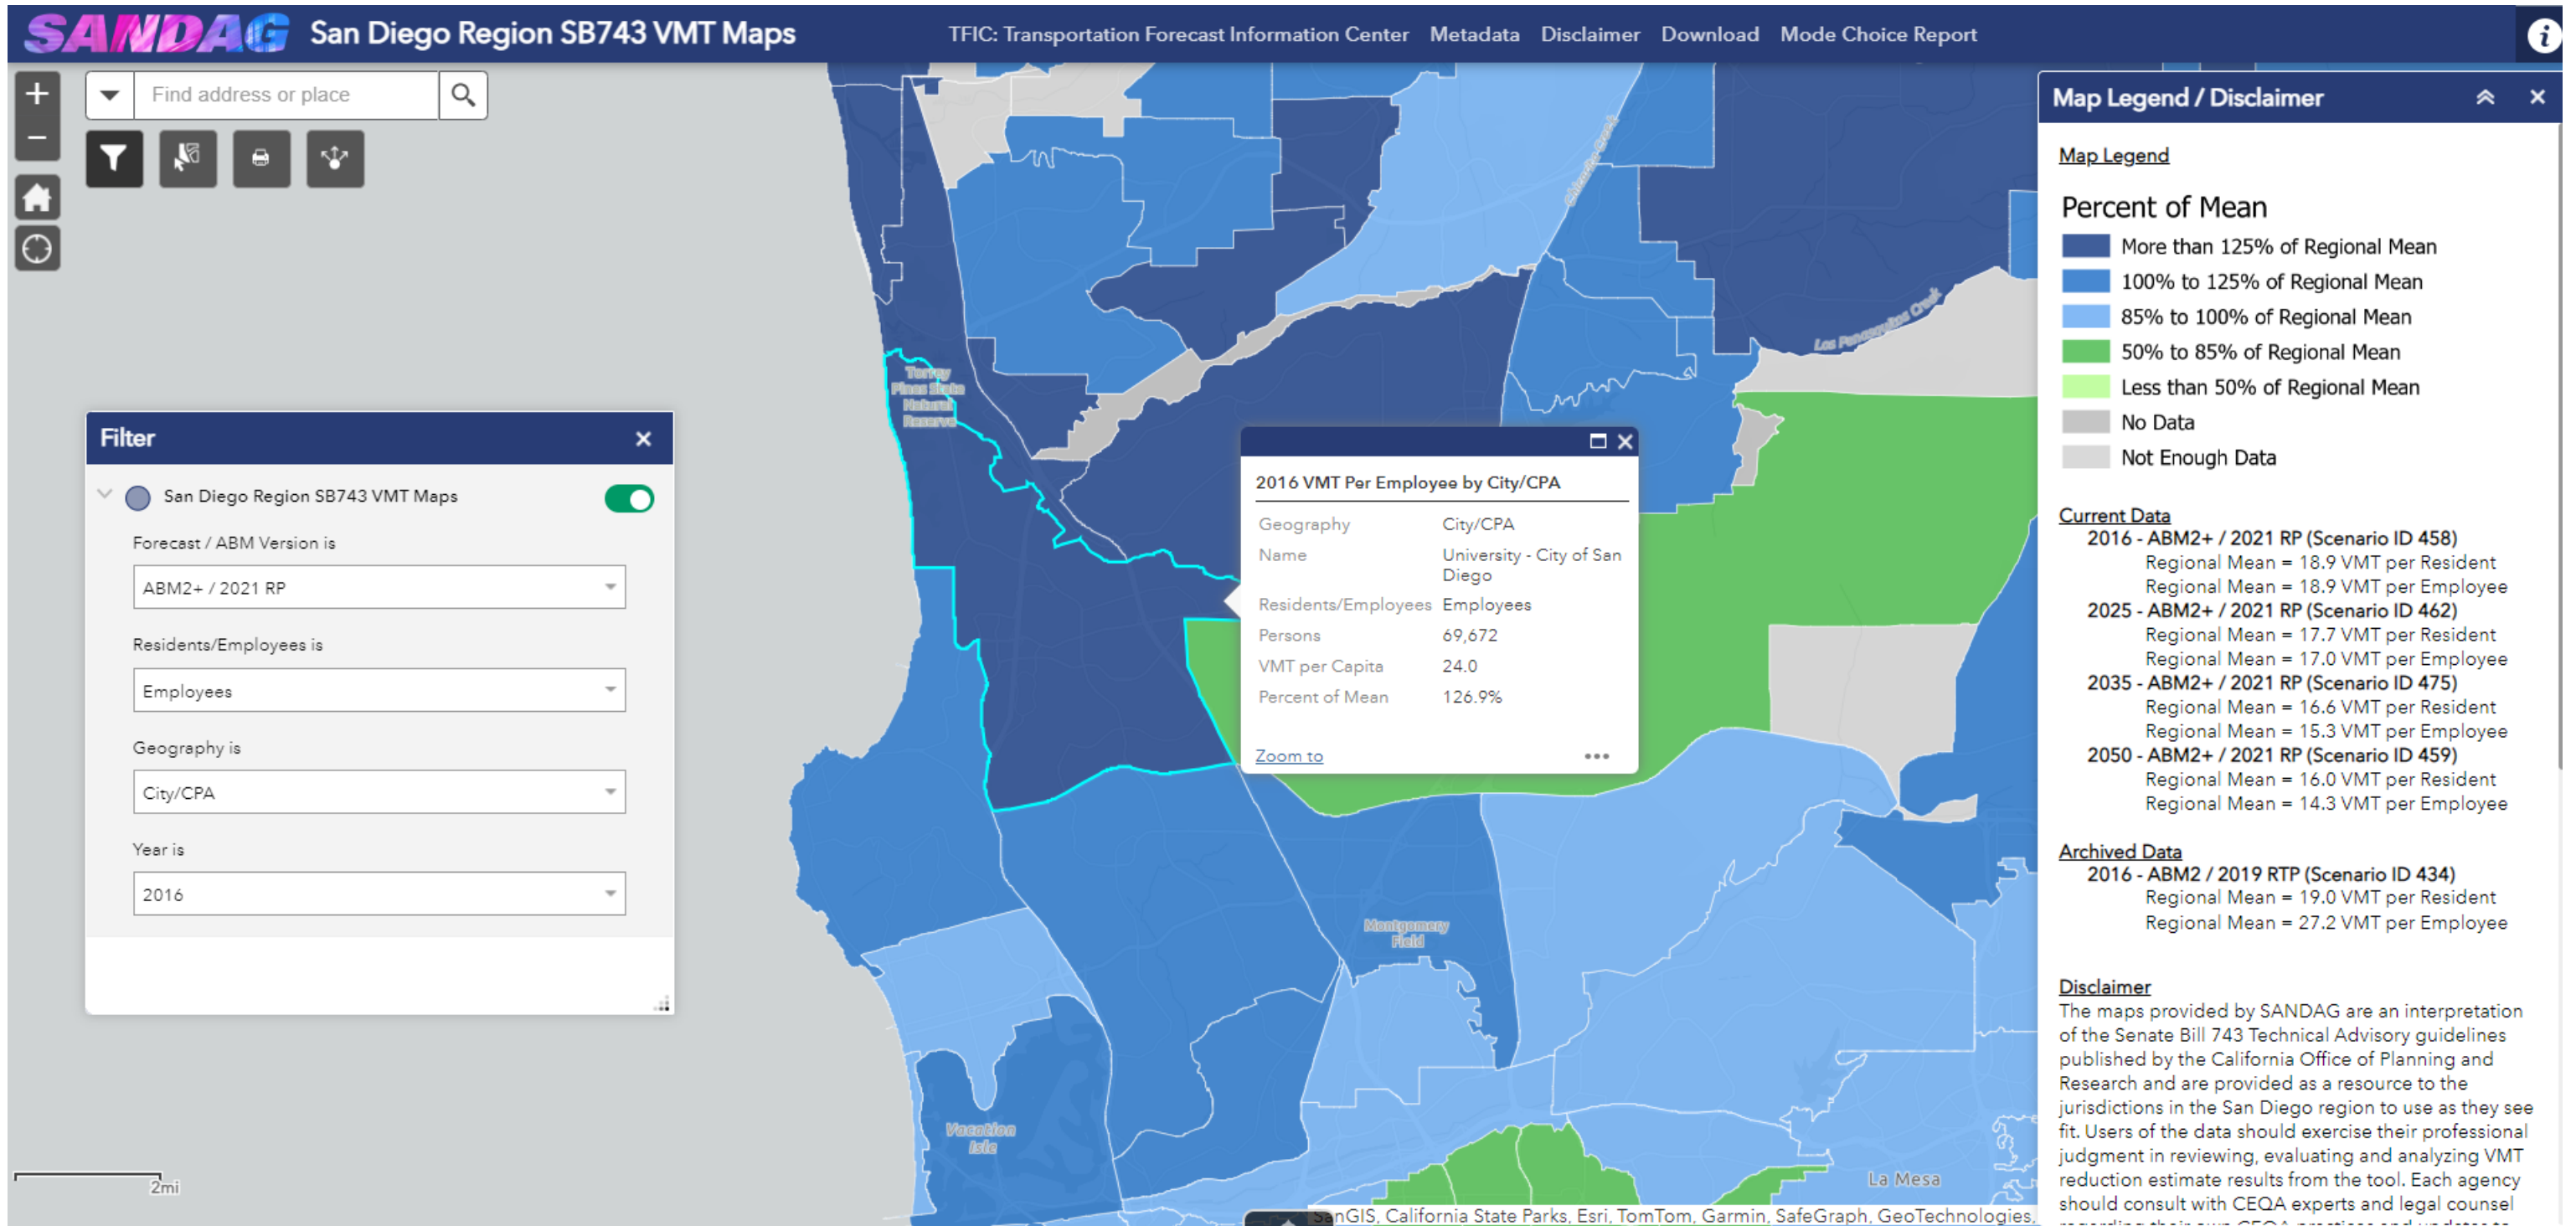 SANDAG San Diego Region SB743 VMT Maps
TFIC: Transportation Forecast Information Center Metadata Disclaimer Download Mode Choice Report
i
+
−
Find address or place
Filter
San Diego Region SB743 VMT Maps
Forecast / ABM Version is
ABM2+ / 2021 RP
Residents/Employees is
Employees
Geography is
City/CPA
Year is
2016
2mi
Chicarita Creek
Los Penasquitos Creek
Torrey
Pines State
Natural
Reserve
2016 VMT Per Employee by City/CPA
Geography City/CPA
Name University - City of San
Diego
Residents/Employees Employees
Persons 69,672
VMT per Capita 24.0
Percent of Mean 126.9%
Zoom to
Montgomery
Field
Vacation
Isle
La Mesa
SanGIS, California State Parks, Esri, TomTom, Garmin, SafeGraph, GeoTechnologies,
Map Legend / Disclaimer
Map Legend
Percent of Mean
More than 125% of Regional Mean
100% to 125% of Regional Mean
85% to 100% of Regional Mean
50% to 85% of Regional Mean
Less than 50% of Regional Mean
No Data
Not Enough Data
Current Data
2016 - ABM2+ / 2021 RP (Scenario ID 458)
Regional Mean = 18.9 VMT per Resident
Regional Mean = 18.9 VMT per Employee
2025 - ABM2+ / 2021 RP (Scenario ID 462)
Regional Mean = 17.7 VMT per Resident
Regional Mean = 17.0 VMT per Employee
2035 - ABM2+ / 2021 RP (Scenario ID 475)
Regional Mean = 16.6 VMT per Resident
Regional Mean = 15.3 VMT per Employee
2050 - ABM2+ / 2021 RP (Scenario ID 459)
Regional Mean = 16.0 VMT per Resident
Regional Mean = 14.3 VMT per Employee
Archived Data
2016 - ABM2 / 2019 RTP (Scenario ID 434)
Regional Mean = 19.0 VMT per Resident
Regional Mean = 27.2 VMT per Employee
Disclaimer
The maps provided by SANDAG are an interpretation
of the Senate Bill 743 Technical Advisory guidelines
published by the California Office of Planning and
Research and are provided as a resource to the
jurisdictions in the San Diego region to use as they see
fit. Users of the data should exercise their professional
judgment in reviewing, evaluating and analyzing VMT
reduction estimate results from the tool. Each agency
should consult with CEQA experts and legal counsel